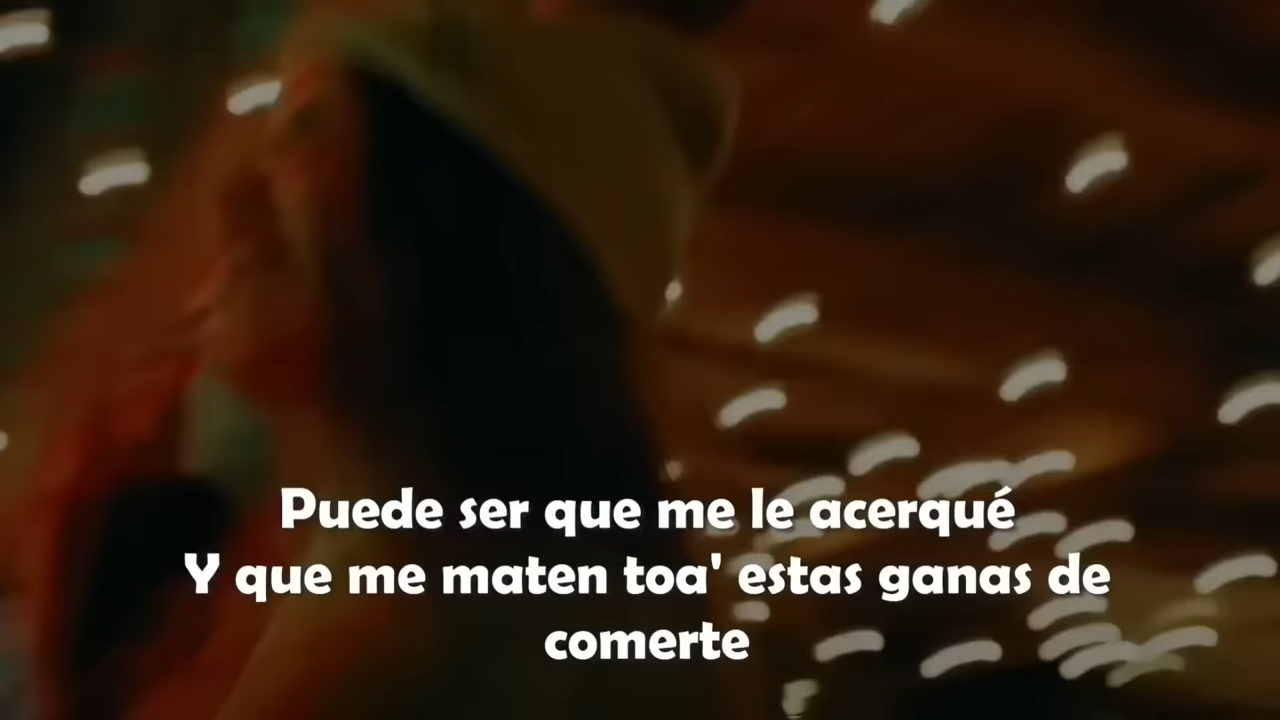 Puede ser que me le acerqué
Y que me maten toa' estas ganas de
comerte